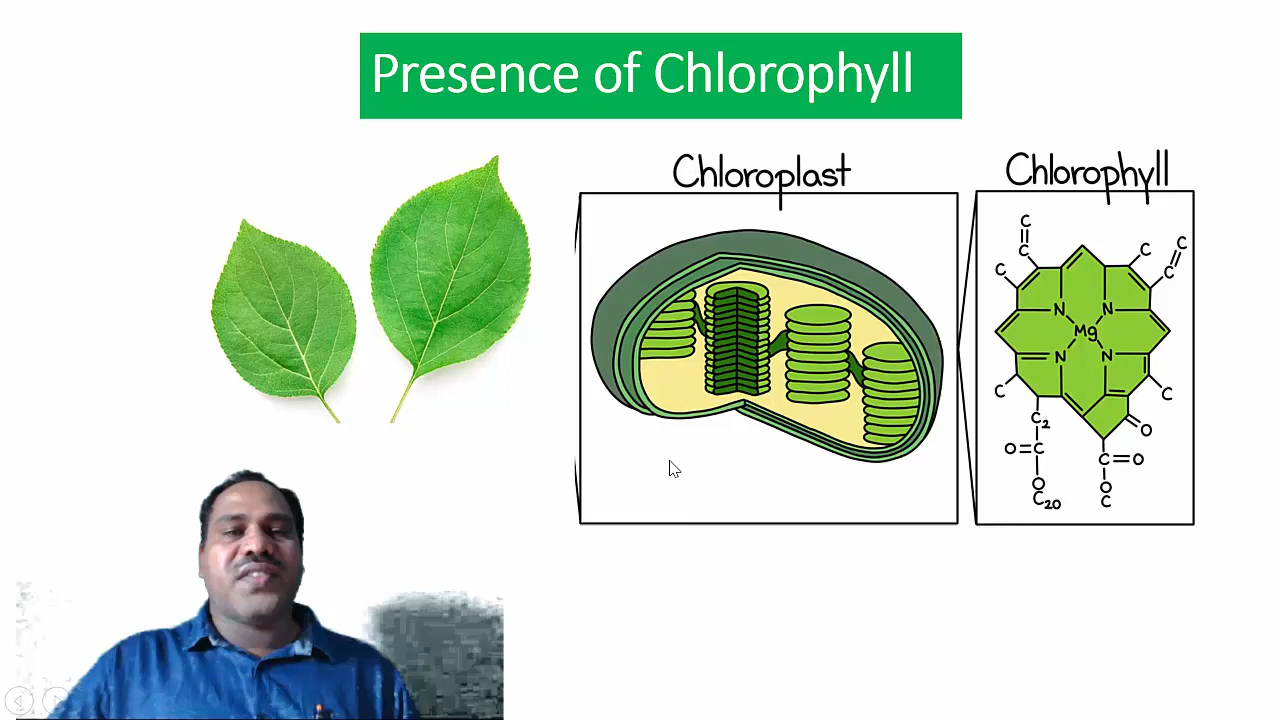 Presence of Chlorophyll
Chloroplast
Chlorophyll
C
C
C
C
C
C
N
N
Mg
N
N
C
C
C2
O
O=C
C=O
O
O
C20
C